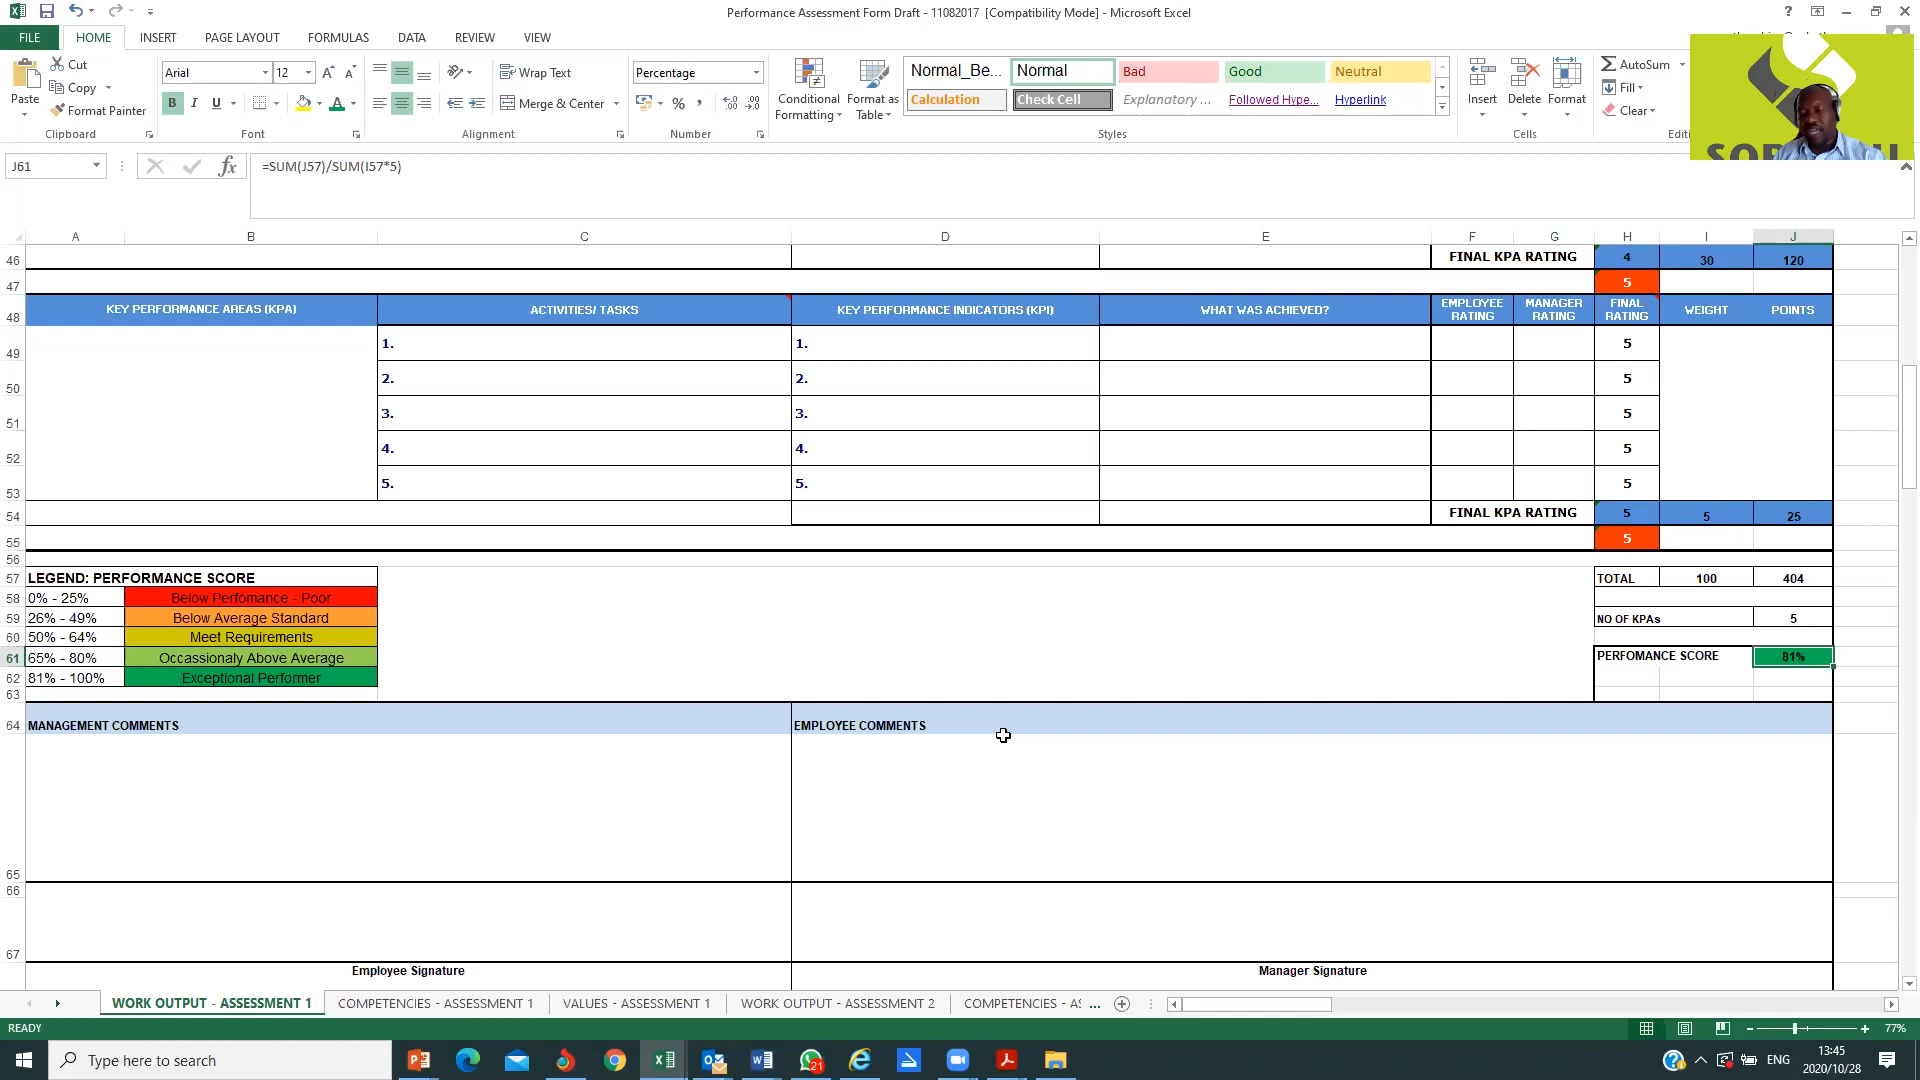 Performance Assessment Form Draft - 11082017 [Compatibility Mode] - Microsoft Excel
FILE HOME INSERT PAGE LAYOUT FORMULAS DATA REVIEW VIEW
Paste Cut Copy Format Painter
Arial 12
B I U
Wrap Text
Merge & Center
Percentage
%
Conditional Formatting
Format as Table
Normal_Be... Normal Bad Good Neutral
Calculation Check Cell Explanatory ... Followed Hype... Hyperlink
Insert Delete Format
AutoSum
Fill
Clear
Clipboard Font Alignment Number Styles Cells
J61 fx =SUM(J57)/SUM(I57*5)
A B C D E F G H I J
46 FINAL KPA RATING 4 30 120
47 5
48 KEY PERFORMANCE AREAS (KPA) ACTIVITIES/ TASKS KEY PERFORMANCE INDICATORS (KPI) WHAT WAS ACHIEVED? EMPLOYEE RATING MANAGER RATING FINAL RATING WEIGHT POINTS
49 1. 1. 5
50 2. 2. 5
51 3. 3. 5
52 4. 4. 5
53 5. 5. 5
54 FINAL KPA RATING 5 5 25
55 5
56
57 LEGEND: PERFORMANCE SCORE TOTAL 100 404
58 0% - 25% Below Perfomance - Poor
59 26% - 49% Below Average Standard NO OF KPAs 5
60 50% - 64% Meet Requirements
61 65% - 80% Occassionaly Above Average PERFOMANCE SCORE 81%
62 81% - 100% Exceptional Performer
63
64 MANAGEMENT COMMENTS EMPLOYEE COMMENTS
65
66
67
Employee Signature Manager Signature
WORK OUTPUT - ASSESSMENT 1 COMPETENCIES - ASSESSMENT 1 VALUES - ASSESSMENT 1 WORK OUTPUT - ASSESSMENT 2 COMPETENCIES - AS ...
READY 77%
Type here to search
21
ENG
13:45
2020/10/28